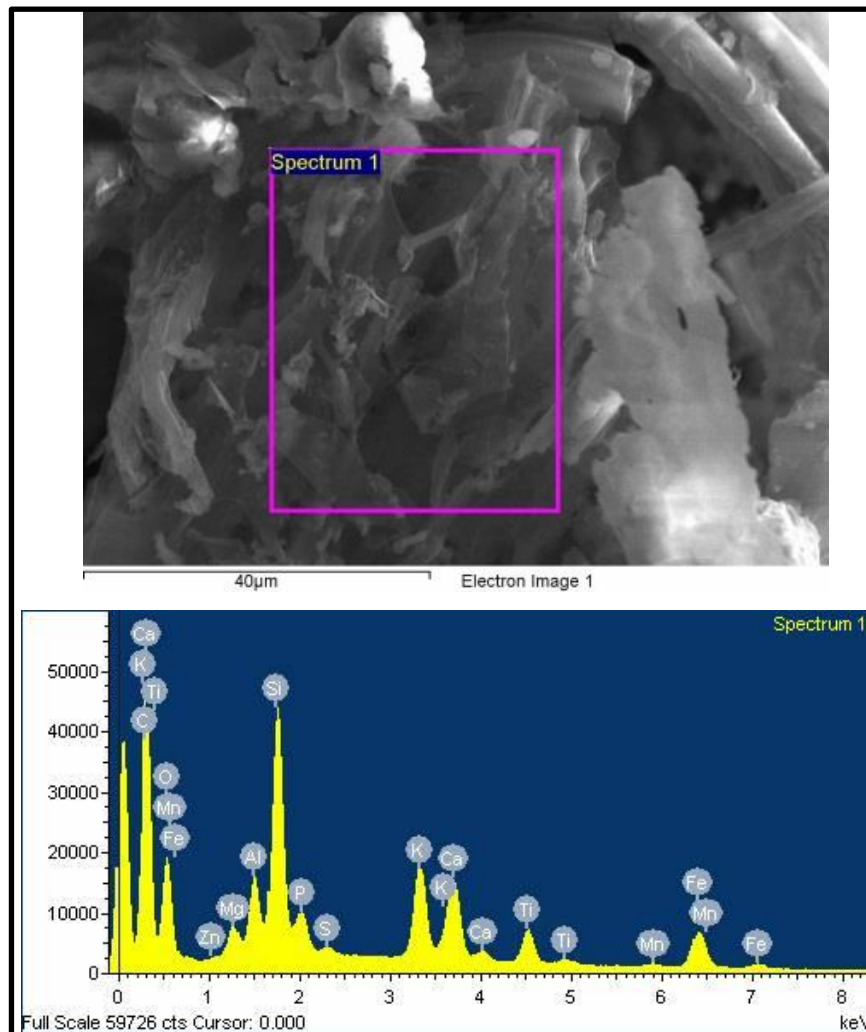 Spectrum 1
40µm
Electron Image 1
Spectrum 1
Ca
K
Ti
C
O
Mn
Fe
Zn
Mg
Al
Si
P
S
K
K
Ca
Ca
Ti
Ti
Mn
Fe
Mn
Fe
50000
40000
30000
20000
10000
0
0 1 2 3 4 5 6 7 8
Full Scale 59726 cts Cursor: 0.000
keV